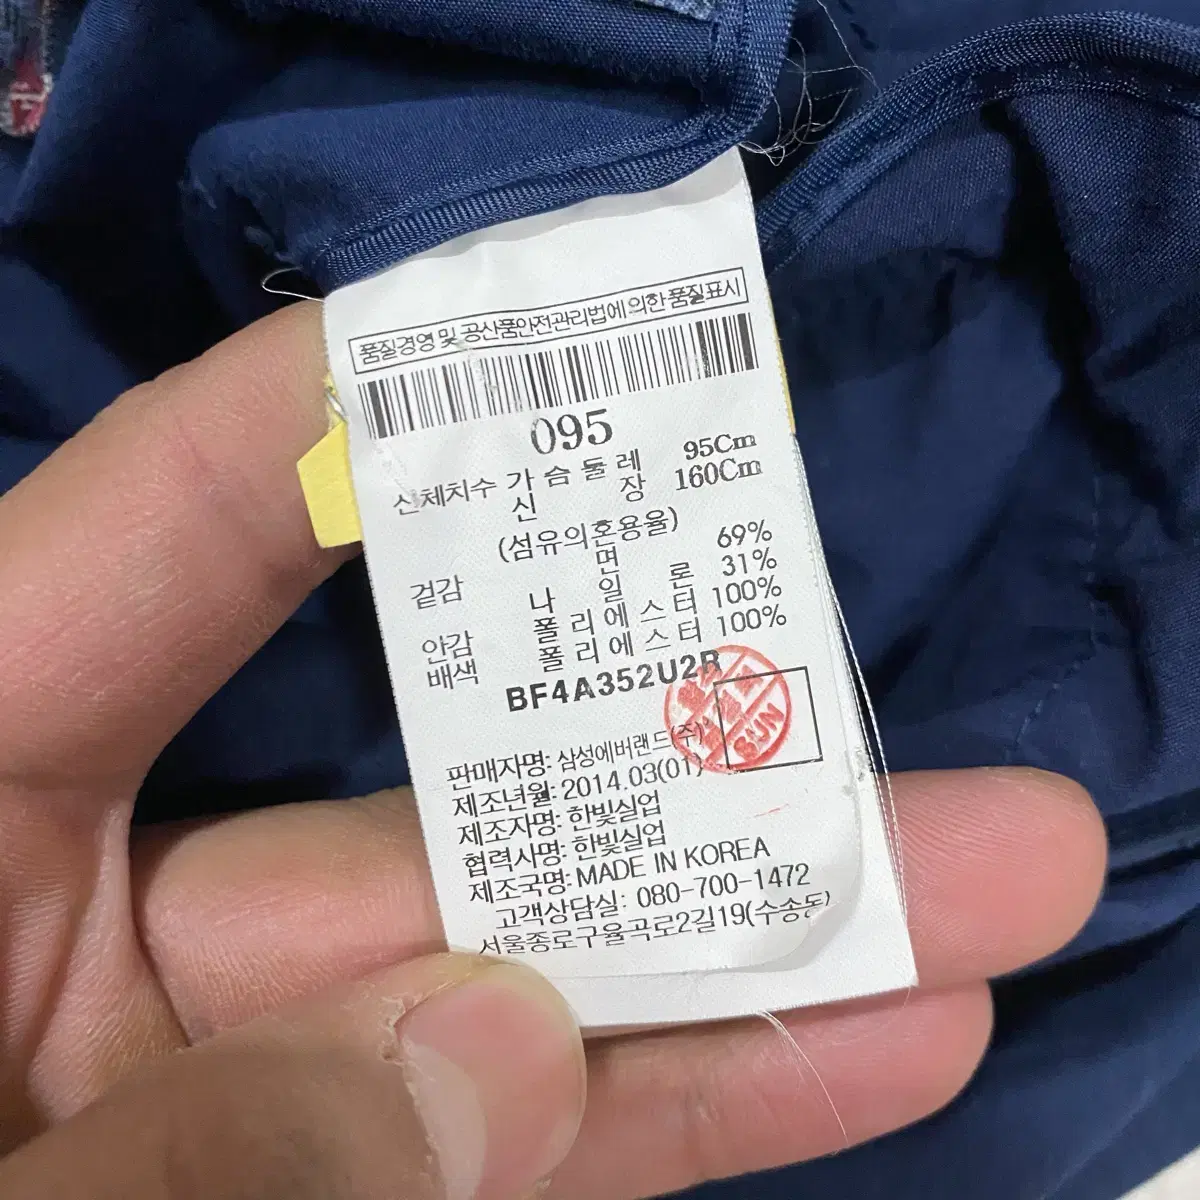 품질경영 및 공산품안전관리법에 의한 품질표시
095
신체치수 가슴둘레 95Cm
신장 160Cm
(섬유의혼용율)
겉감 면 69%
나일론 31%
안감 폴리에스터 100%
배색 폴리에스터 100%
BF4A352U2R
판매자명: 삼성에버랜드(주)
제조년월: 2014.03(01)
제조자명: 한빛실업
협력사명: 한빛실업
제조국명: MADE IN KOREA
고객상담실: 080-700-1472
서울종로구율곡로2길19(수송동)
SUN